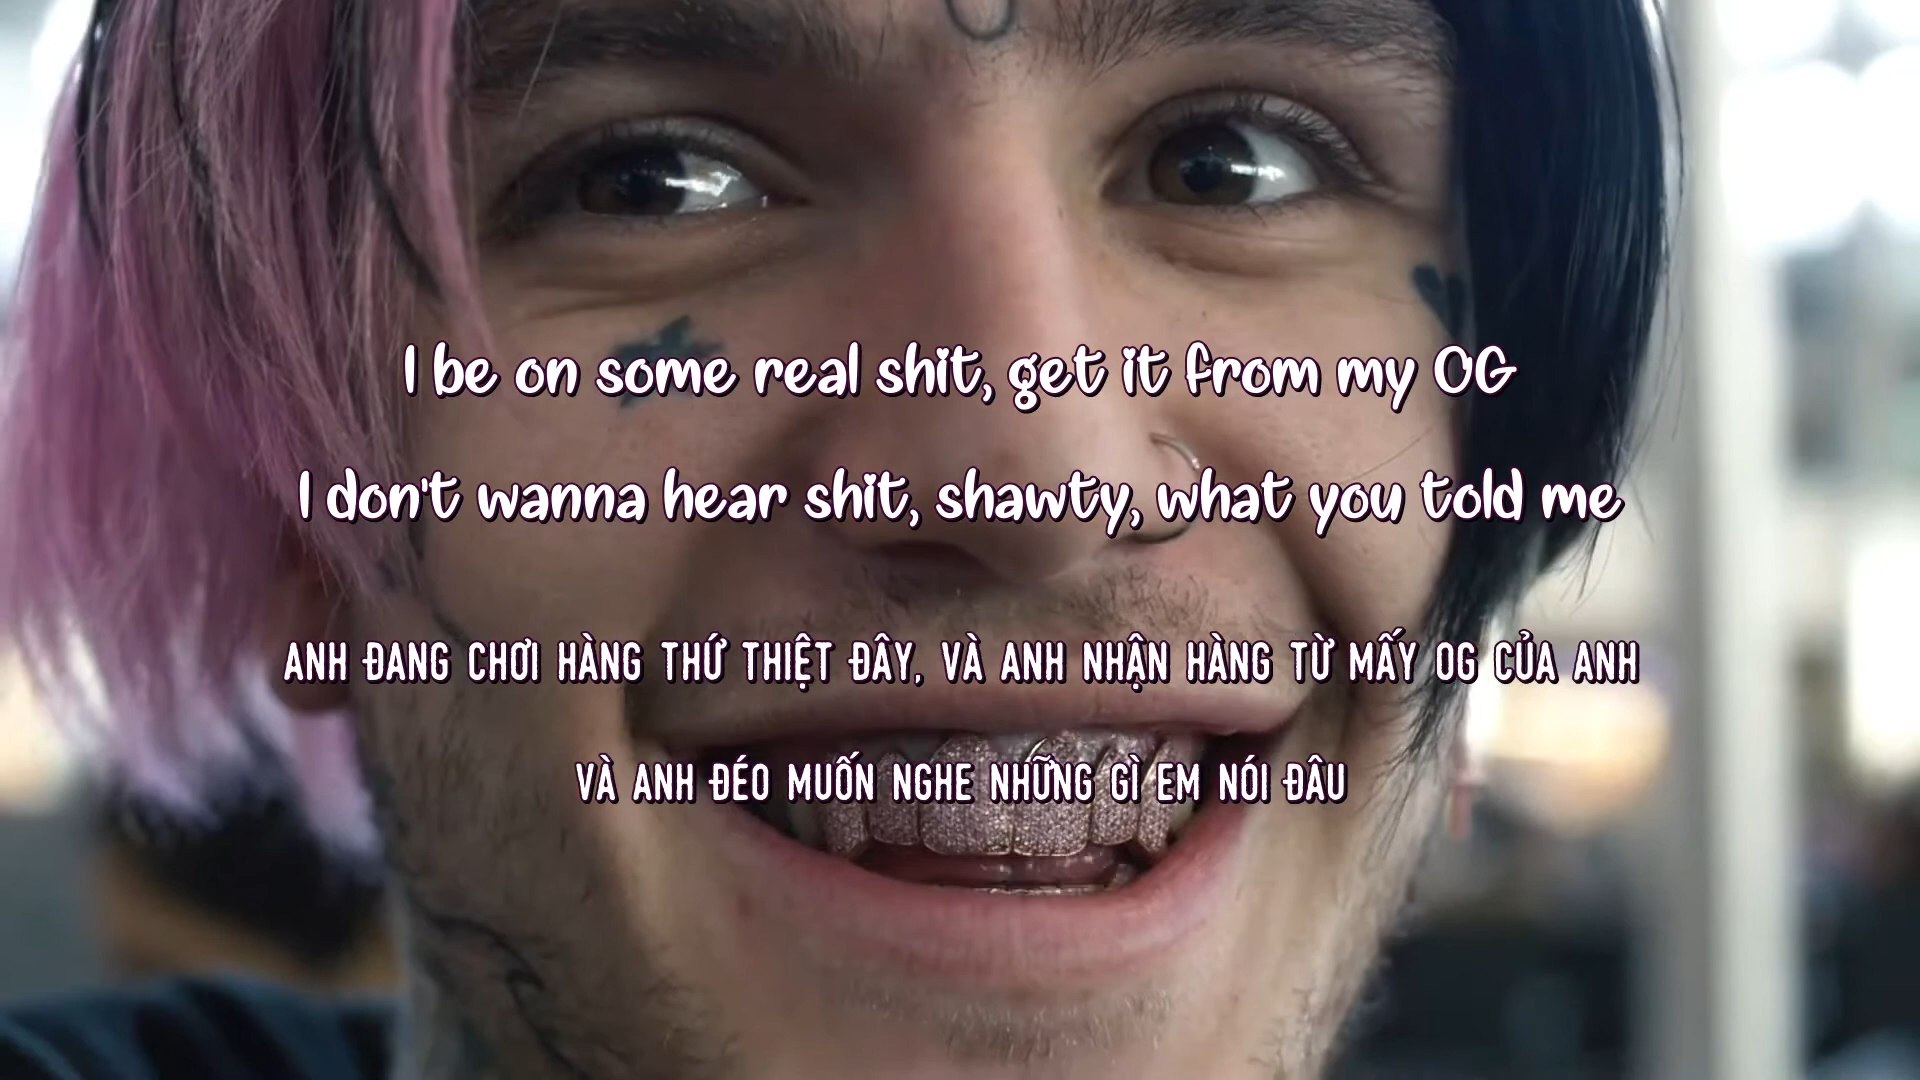 I be on some real shit, get it from my OG
I don't wanna hear shit, shawty, what you told me
ANH ĐANG CHƠI HÀNG THỨ THIỆT ĐÂY, VÀ ANH NHẬN HÀNG TỪ MẤY OG CỦA ANH
VÀ ANH ĐÉO MUỐN NGHE NHỮNG GÌ EM NÓI ĐÂU